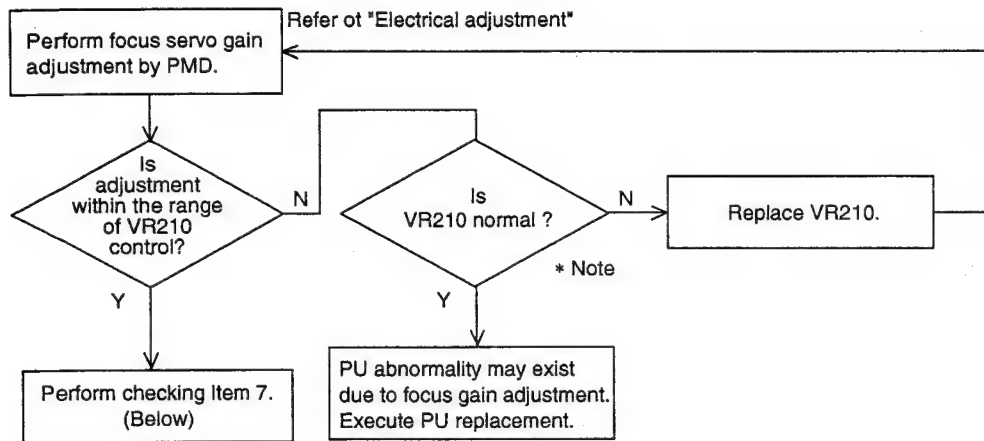 Refer ot "Electrical adjustment"
Perform focus servo gain
adjustment by PMD.
Is
adjustment
within the range
of VR210
control?
N
Y
Is
VR210 normal ?
N
* Note
Y
Replace VR210.
Perform checking Item 7.
(Below)
PU abnormality may exist
due to focus gain adjustment.
Execute PU replacement.